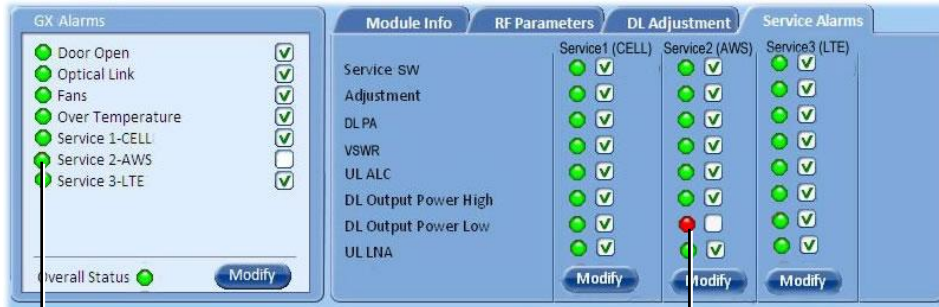 GX Alarms
Door Open
Optical Link
Fans
Over Temperature
Service 1-CELL
Service 2-AWS
Service 3-LTE
Overall Status
Modify
Module Info
RF Parameters
DL Adjustment
Service Alarms
Service1 (CELL) Service2 (AWS) Service3 (LTE)
Service SW
Adjustment
DL PA
VSWR
UL ALC
DL Output Power High
DL Output Power Low
UL LNA
Modify Modify Modify